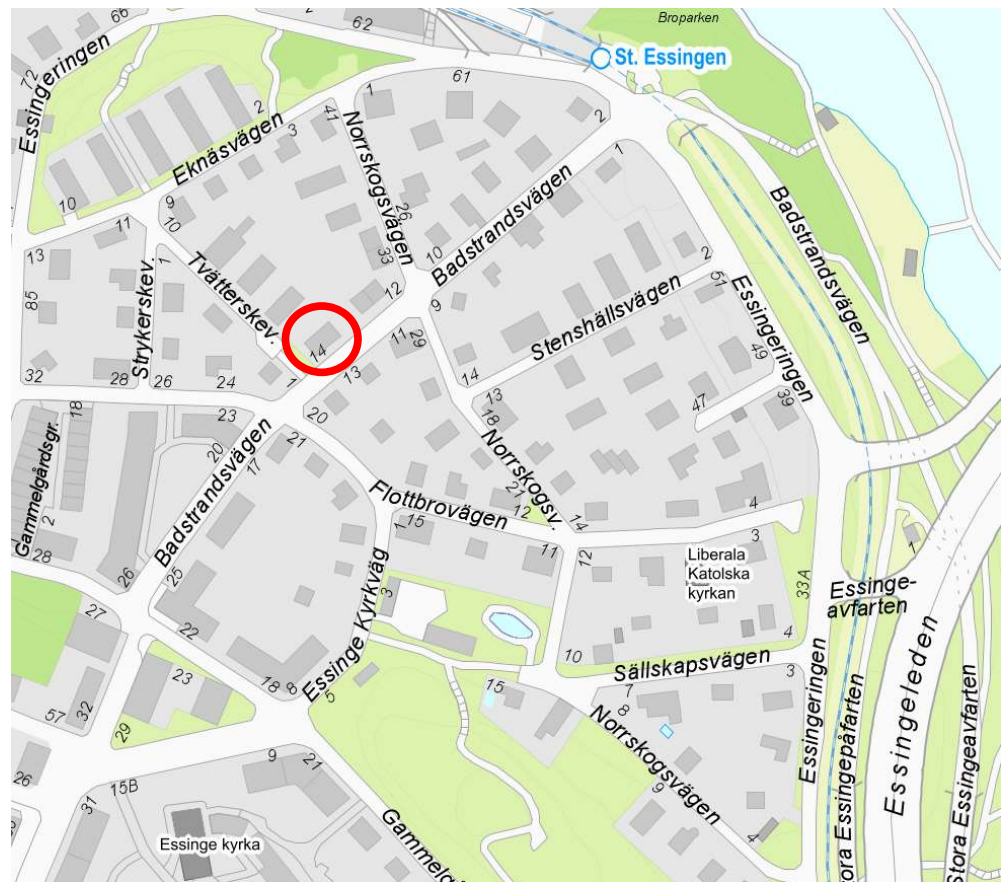 Broparken
St. Essingen
66
62
72
Essingeringen
61
2
1
41
3
2
Eknäsvägen
Norrskogsvägen
1
10
9
10
11
13
85
32
28
26
24
1
Strykerskev.
Tvätterskev.
26
33
12
10
9
Badstrandsvägen
Badstrandsvägen
Stenshällsvägen
2
51
49
47
39
Essingeringen
14
1
13
11
29
14
13
18
Norrskogsv.
20
23
21
20
17
18
Gammelgårdsgr.
2
28
26
25
Badstrandsvägen
Flottbrovägen
21
12
14
15
1
11
12
4
3
Liberala
Katolska
kyrkan
33A
4
1
Essinge-
avfarten
3
Essinge Kyrkväg
10
Sällskapsvägen
3
7
8
15
Norrskogsvägen
9
4
Essingeringen
Stora Essingepåfarten
Essingeleden
Stora Essingeavfarten
27
22
23
18
8
5
57
32
29
26
31
15B
9
21
Essinge kyrka